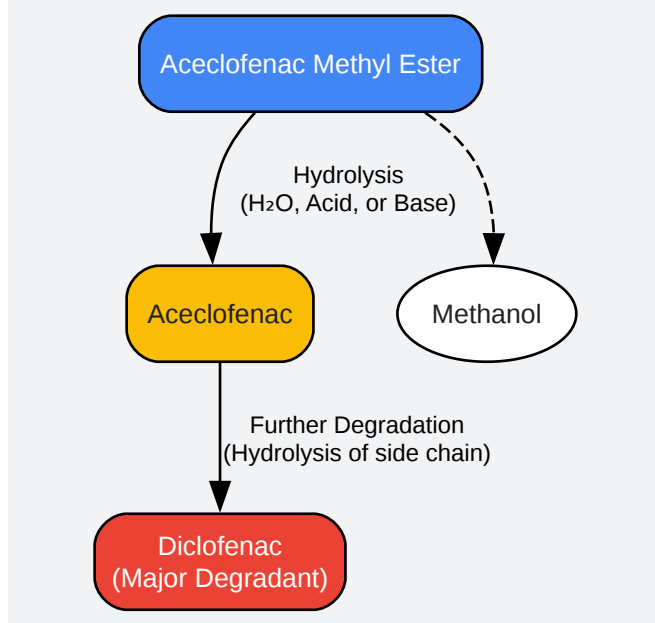 Aceclofenac Methyl Ester
Hydrolysis
(H₂O, Acid, or Base)
Aceclofenac
Methanol
Further Degradation
(Hydrolysis of side chain)
Diclofenac
(Major Degradant)